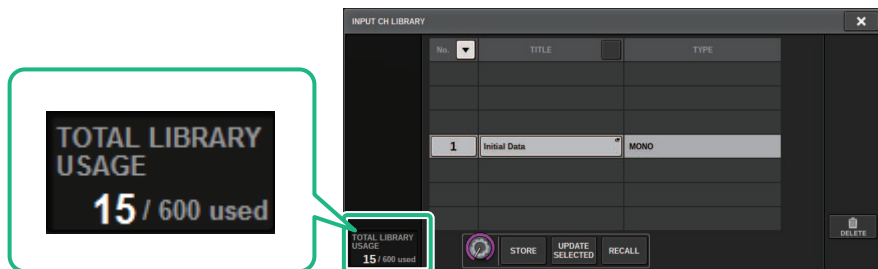 INPUT CH LIBRARY
No. TITLE TYPE
1 Initial Data MONO
TOTAL LIBRARY
USAGE
15 / 600 used
TOTAL LIBRARY
USAGE
15 / 600 used
STORE
UPDATE
SELECTED
RECALL
DELETE